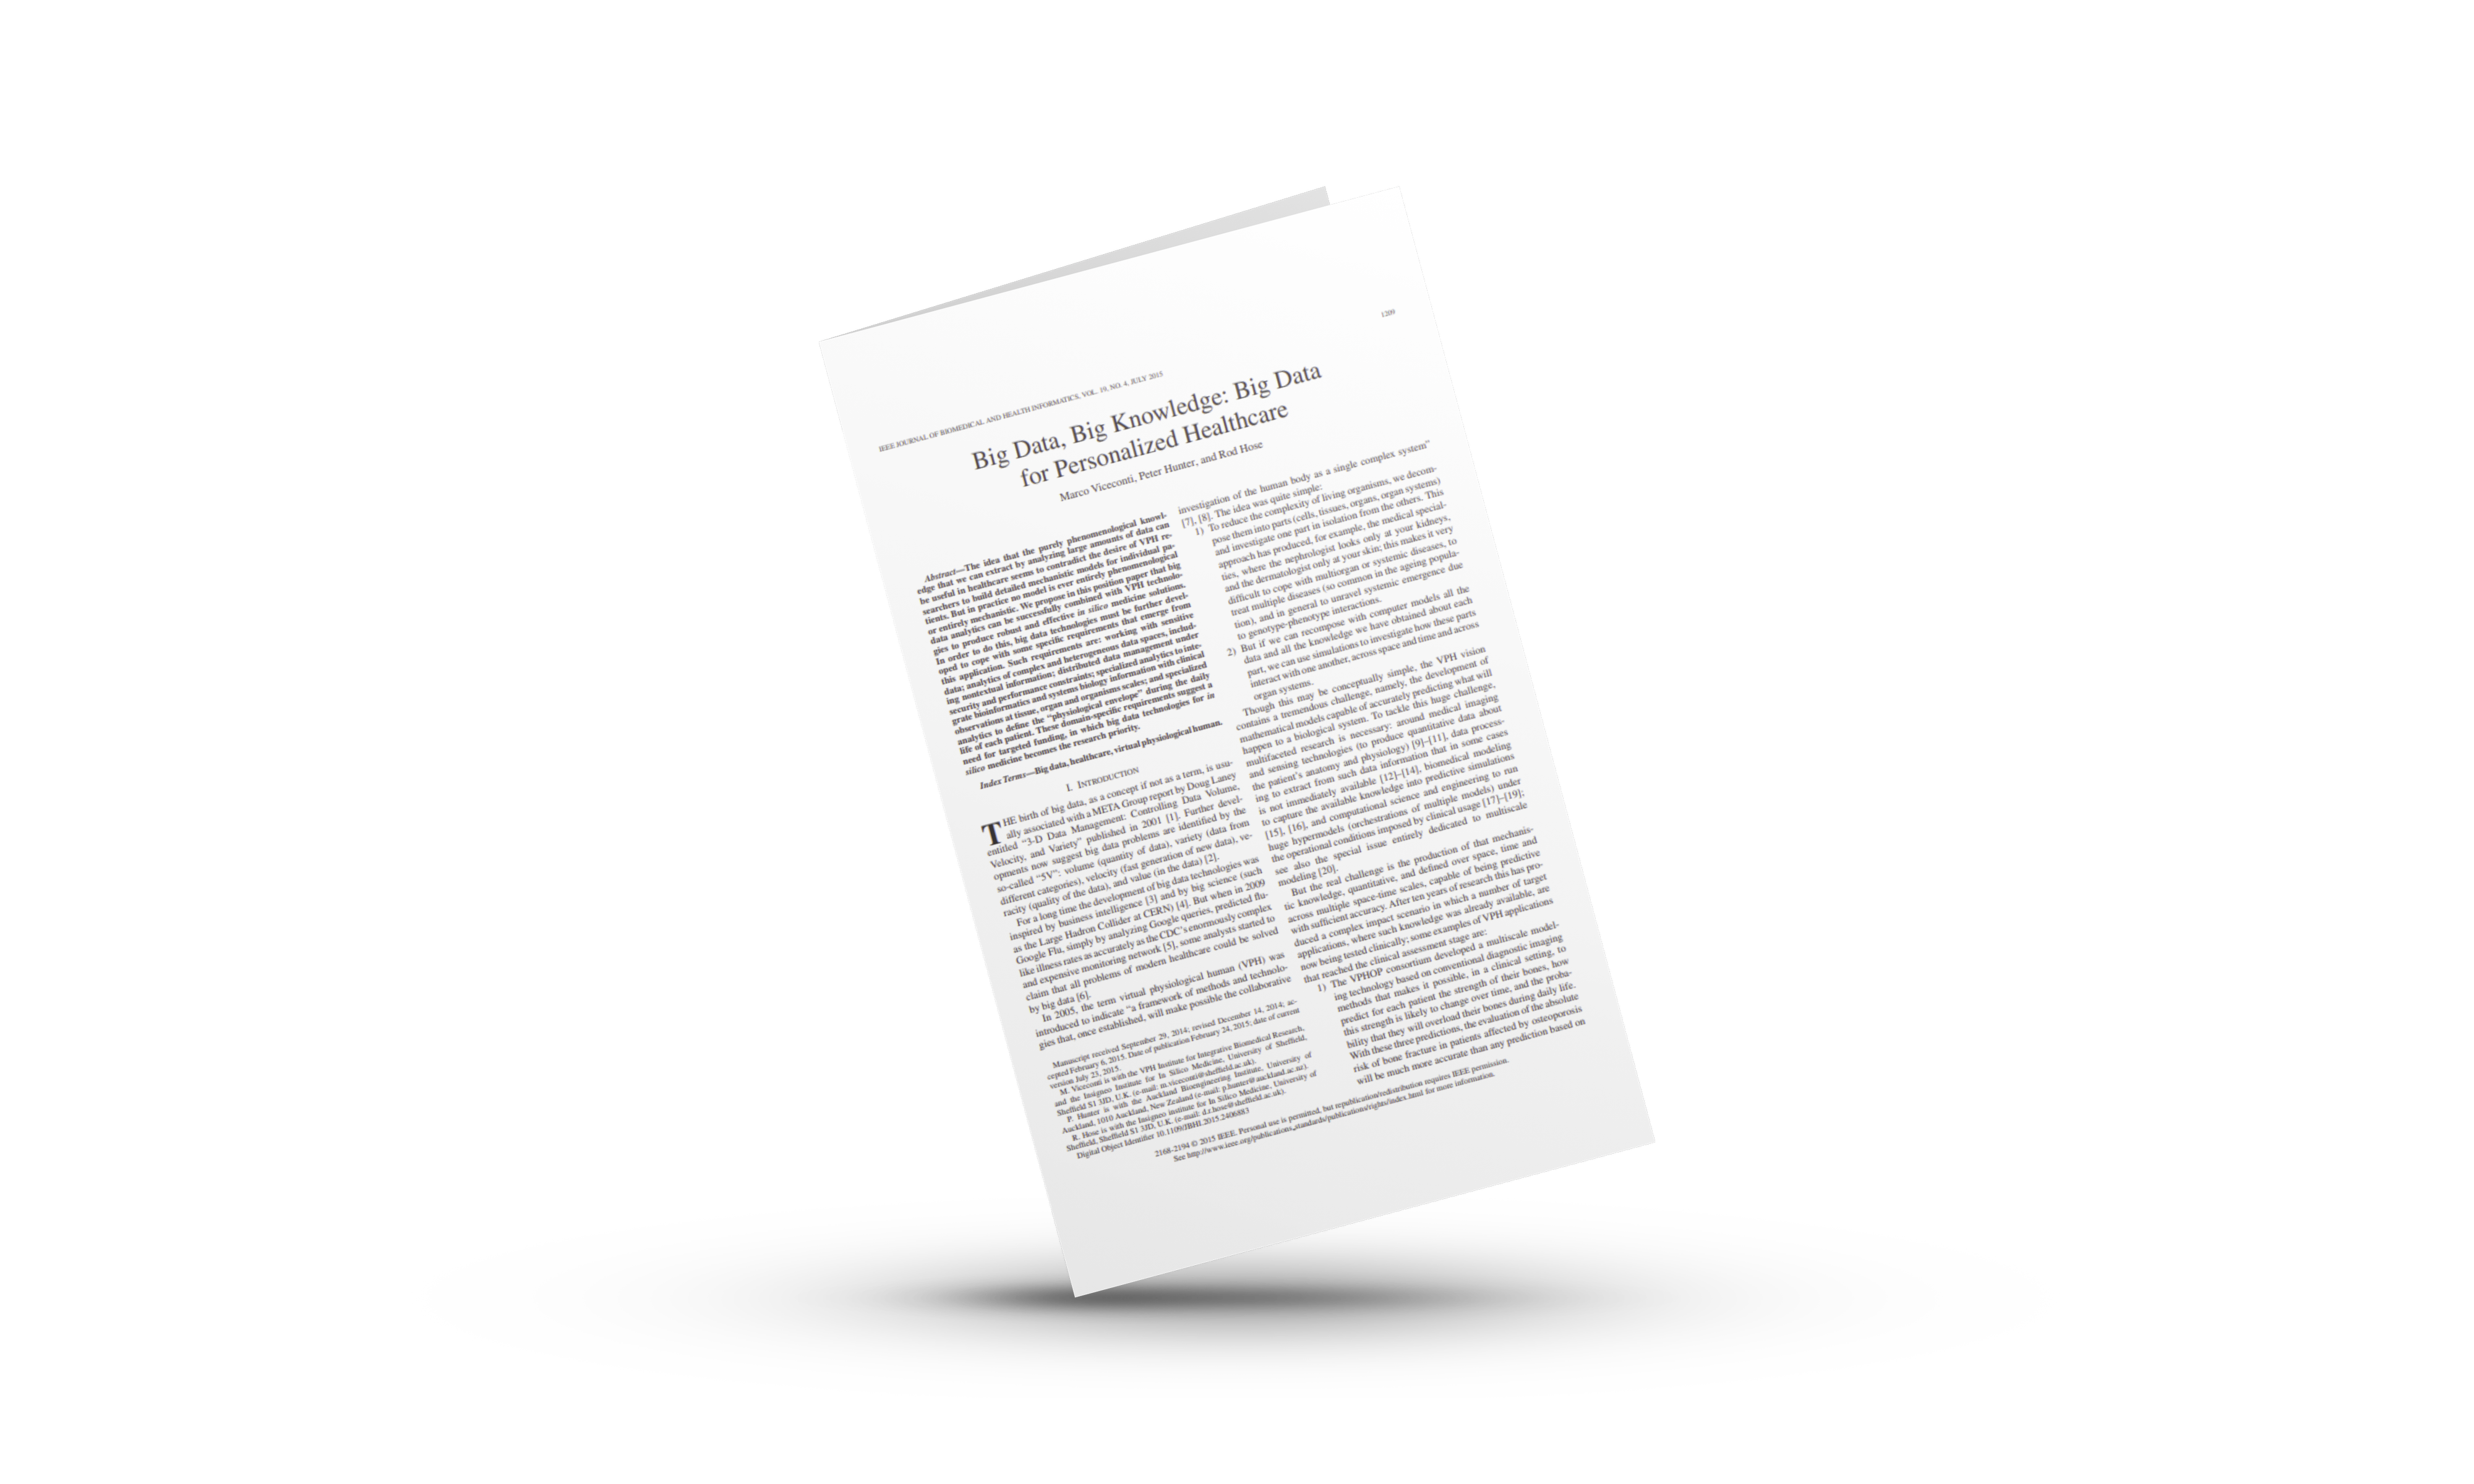 1209
IEEE JOURNAL OF BIOMEDICAL AND HEALTH INFORMATICS, VOL. 19, NO. 4, JULY 2015
Big Data, Big Knowledge: Big Data
for Personalized Healthcare
Marco Viceconti, Peter Hunter, and Rod Hose
Abstract—The idea that the purely phenomenological knowl-
edge that we can extract by analyzing large amounts of data can
be useful in healthcare seems to contradict the desire of VPH re-
searchers to build detailed mechanistic models for individual pa-
tients. But in practice no model is ever entirely phenomenological
or entirely mechanistic. We propose in this position paper that big
data analytics can be successfully combined with VPH technolo-
gies to produce robust and effective in silico medicine solutions.
In order to do this, big data technologies must be further devel-
oped to cope with some specific requirements that emerge from
this application. Such requirements are: working with sensitive
data; analytics of complex and heterogeneous data spaces, includ-
ing nontextual information; distributed data management under
security and performance constraints; specialized analytics to inte-
grate bioinformatics and systems biology information with clinical
observations at tissue, organ and organisms scales; and specialized
analytics to define the “physiological envelope” during the daily
life of each patient. These domain-specific requirements suggest a
need for targeted funding, in which big data technologies for in
silico medicine becomes the research priority.
Index Terms—Big data, healthcare, virtual physiological human.
I. INTRODUCTION
THE birth of big data, as a concept if not as a term, is usu-
ally associated with a META Group report by Doug Laney
entitled “3-D Data Management: Controlling Data Volume,
Velocity, and Variety” published in 2001 [1]. Further devel-
opments now suggest big data problems are identified by the
so-called “5V”: volume (quantity of data), variety (data from
different categories), velocity (fast generation of new data), ve-
racity (quality of the data), and value (in the data) [2].
For a long time the development of big data technologies was
inspired by business intelligence [3] and by big science (such
as the Large Hadron Collider at CERN) [4]. But when in 2009
Google Flu, simply by analyzing Google queries, predicted flu-
like illness rates as accurately as the CDC’s enormously complex
and expensive monitoring network [5], some analysts started to
claim that all problems of modern healthcare could be solved
by big data [6].
In 2005, the term virtual physiological human (VPH) was
introduced to indicate “a framework of methods and technolo-
gies that, once established, will make possible the collaborative
Manuscript received September 29, 2014; revised December 14, 2014; ac-
cepted February 6, 2015. Date of publication February 24, 2015; date of current
version July 23, 2015.
M. Viceconti is with the VPH Institute for Integrative Biomedical Research,
and the Insigneo Institute for In Silico Medicine, University of Sheffield,
Sheffield S1 3JD, U.K. (e-mail: m.viceconti@sheffield.ac.uk).
P. Hunter is with the Auckland Bioengineering Institute, University of
Auckland, 1010 Auckland, New Zealand (e-mail: p.hunter@auckland.ac.nz).
R. Hose is with the Insigneo institute for In Silico Medicine, University of
Sheffield, Sheffield S1 3JD, U.K. (e-mail: d.r.hose@sheffield.ac.uk).
Digital Object Identifier 10.1109/JBHI.2015.2406883
investigation of the human body as a single complex system”
[7], [8]. The idea was quite simple:
1) To reduce the complexity of living organisms, we decom-
pose them into parts (cells, tissues, organs, organ systems)
and investigate one part in isolation from the others. This
approach has produced, for example, the medical special-
ties, where the nephrologist looks only at your kidneys,
and the dermatologist only at your skin; this makes it very
difficult to cope with multiorgan or systemic diseases, to
treat multiple diseases (so common in the ageing popula-
tion), and in general to unravel systemic emergence due
to genotype-phenotype interactions.
2) But if we can recompose with computer models all the
data and all the knowledge we have obtained about each
part, we can use simulations to investigate how these parts
interact with one another, across space and time and across
organ systems.
Though this may be conceptually simple, the VPH vision
contains a tremendous challenge, namely, the development of
mathematical models capable of accurately predicting what will
happen to a biological system. To tackle this huge challenge,
multifaceted research is necessary: around medical imaging
and sensing technologies (to produce quantitative data about
the patient’s anatomy and physiology) [9]–[11], data process-
ing to extract from such data information that in some cases
is not immediately available [12]–[14], biomedical modeling
to capture the available knowledge into predictive simulations
[15], [16], and computational science and engineering to run
huge hypermodels (orchestrations of multiple models) under
the operational conditions imposed by clinical usage [17]–[19];
see also the special issue entirely dedicated to multiscale
modeling [20].
But the real challenge is the production of that mechanis-
tic knowledge, quantitative, and defined over space, time and
across multiple space-time scales, capable of being predictive
with sufficient accuracy. After ten years of research this has pro-
duced a complex impact scenario in which a number of target
applications, where such knowledge was already available, are
now being tested clinically; some examples of VPH applications
that reached the clinical assessment stage are:
1) The VPHOP consortium developed a multiscale model-
ing technology based on conventional diagnostic imaging
methods that makes it possible, in a clinical setting, to
predict for each patient the strength of their bones, how
this strength is likely to change over time, and the proba-
bility that they will overload their bones during daily life.
With these three predictions, the evaluation of the absolute
risk of bone fracture in patients affected by osteoporosis
will be much more accurate than any prediction based on
2168-2194 © 2015 IEEE. Personal use is permitted, but republication/redistribution requires IEEE permission.
See http://www.ieee.org/publications_standards/publications/rights/index.html for more information.